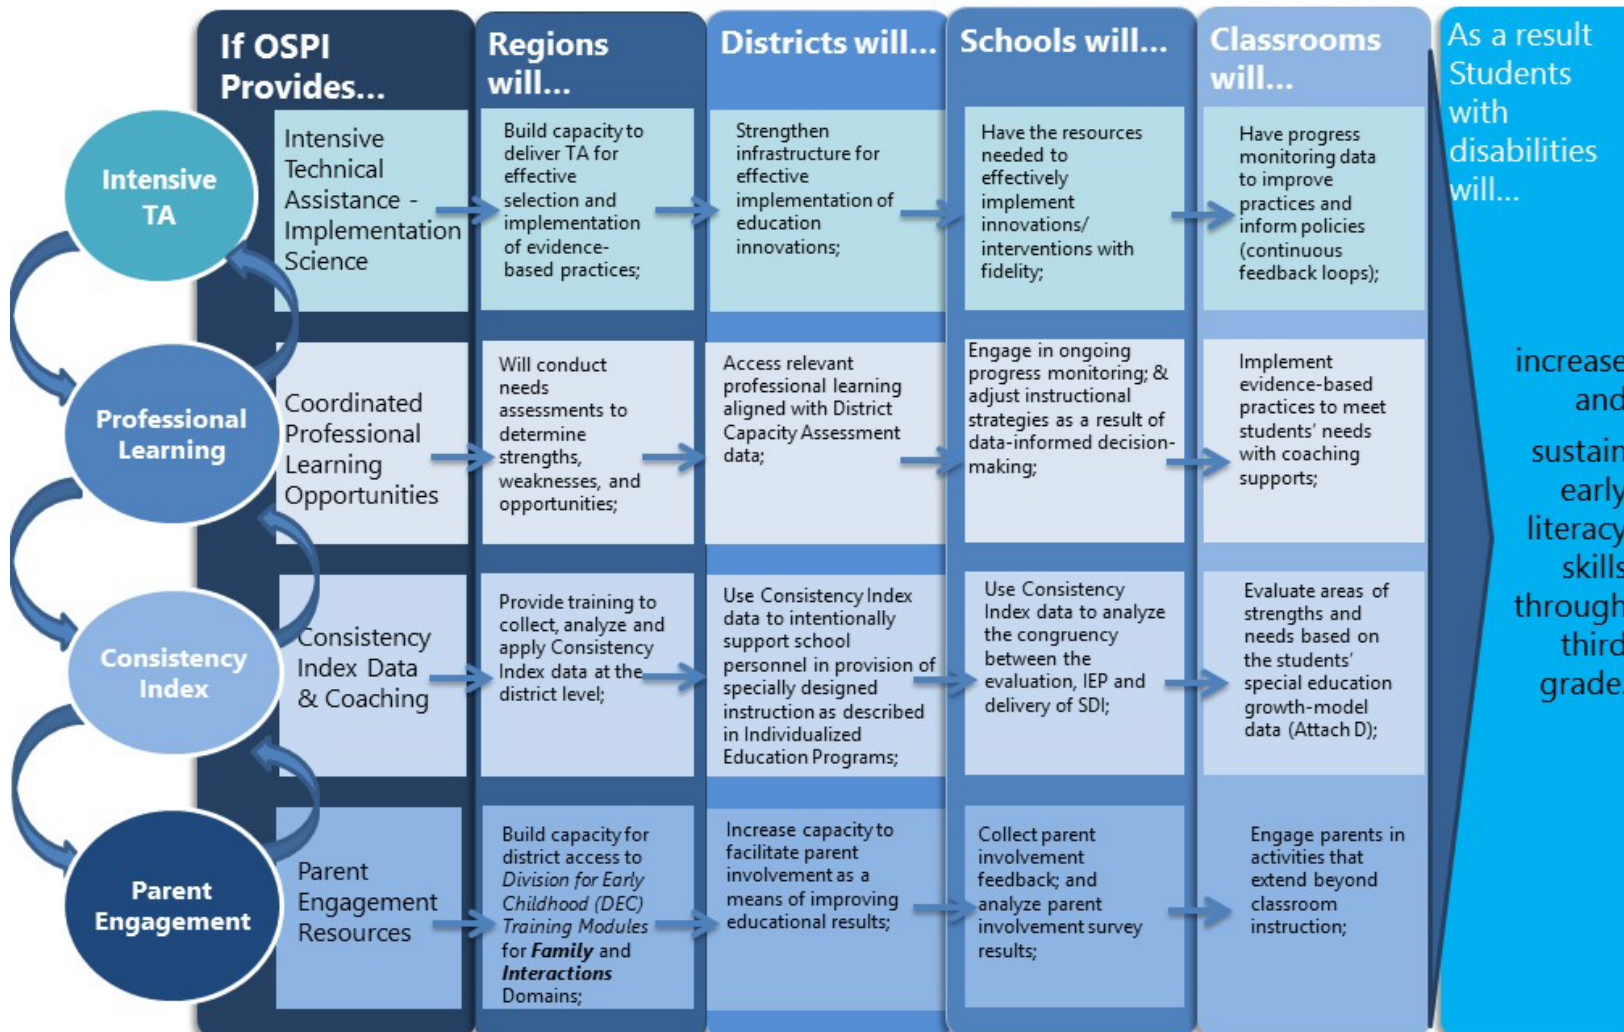 If OSPI
Provides...
Regions
will...
Districts will...
Schools will...
Classrooms
will...
As a result
Students
with
disabilities
will...
Intensive
TA
Intensive
Technical
Assistance -
Implementation
Science
Build capacity to
deliver TA for
effective
selection and
implementation
of evidence-
based practices;
Strengthen
infrastructure for
effective
implementation of
education
innovations;
Have the resources
needed to
effectively
implement
innovations/
interventions with
fidelity;
Have progress
monitoring data
to improve
practices and
inform policies
(continuous
feedback loops);
Professional
Learning
Coordinated
Professional
Learning
Opportunities
Will conduct
needs
assessments to
determine
strengths,
weaknesses, and
opportunities;
Access relevant
professional learning
aligned with District
Capacity Assessment
data;
Engage in ongoing
progress monitoring; &
adjust instructional
strategies as a result of
data-informed decision-
making;
Implement
evidence-based
practices to meet
students' needs
with coaching
supports;
increase
and
sustain
early
literacy
skills
through
third
grade.
Consistency
Index
Consistency
Index Data
& Coaching
Provide training to
collect, analyze and
apply Consistency
Index data at the
district level;
Use Consistency Index
data to intentionally
support school
personnel in provision of
specially designed
instruction as described
in Individualized
Education Programs;
Use Consistency
Index data to analyze
the congruency
between the
evaluation, IEP and
delivery of SDI;
Evaluate areas of
strengths and
needs based on
the students'
special education
growth-model
data (Attach D);
Parent
Engagement
Parent
Engagement
Resources
Build capacity for
district access to
Division for Early
Childhood (DEC)
Training Modules
for Family and
Interactions
Domains;
Increase capacity to
facilitate parent
involvement as a
means of improving
educational results;
Collect parent
involvement
feedback; and
analyze parent
involvement survey
results;
Engage parents in
activities that
extend beyond
classroom
instruction;